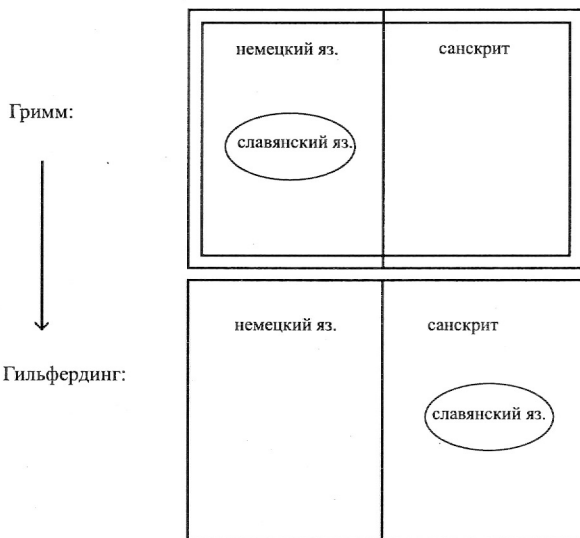 немецкий яз.
санскрит
Гримм:
славянский яз.
немецкий яз.
санскрит
Гильфердинг:
славянский яз.